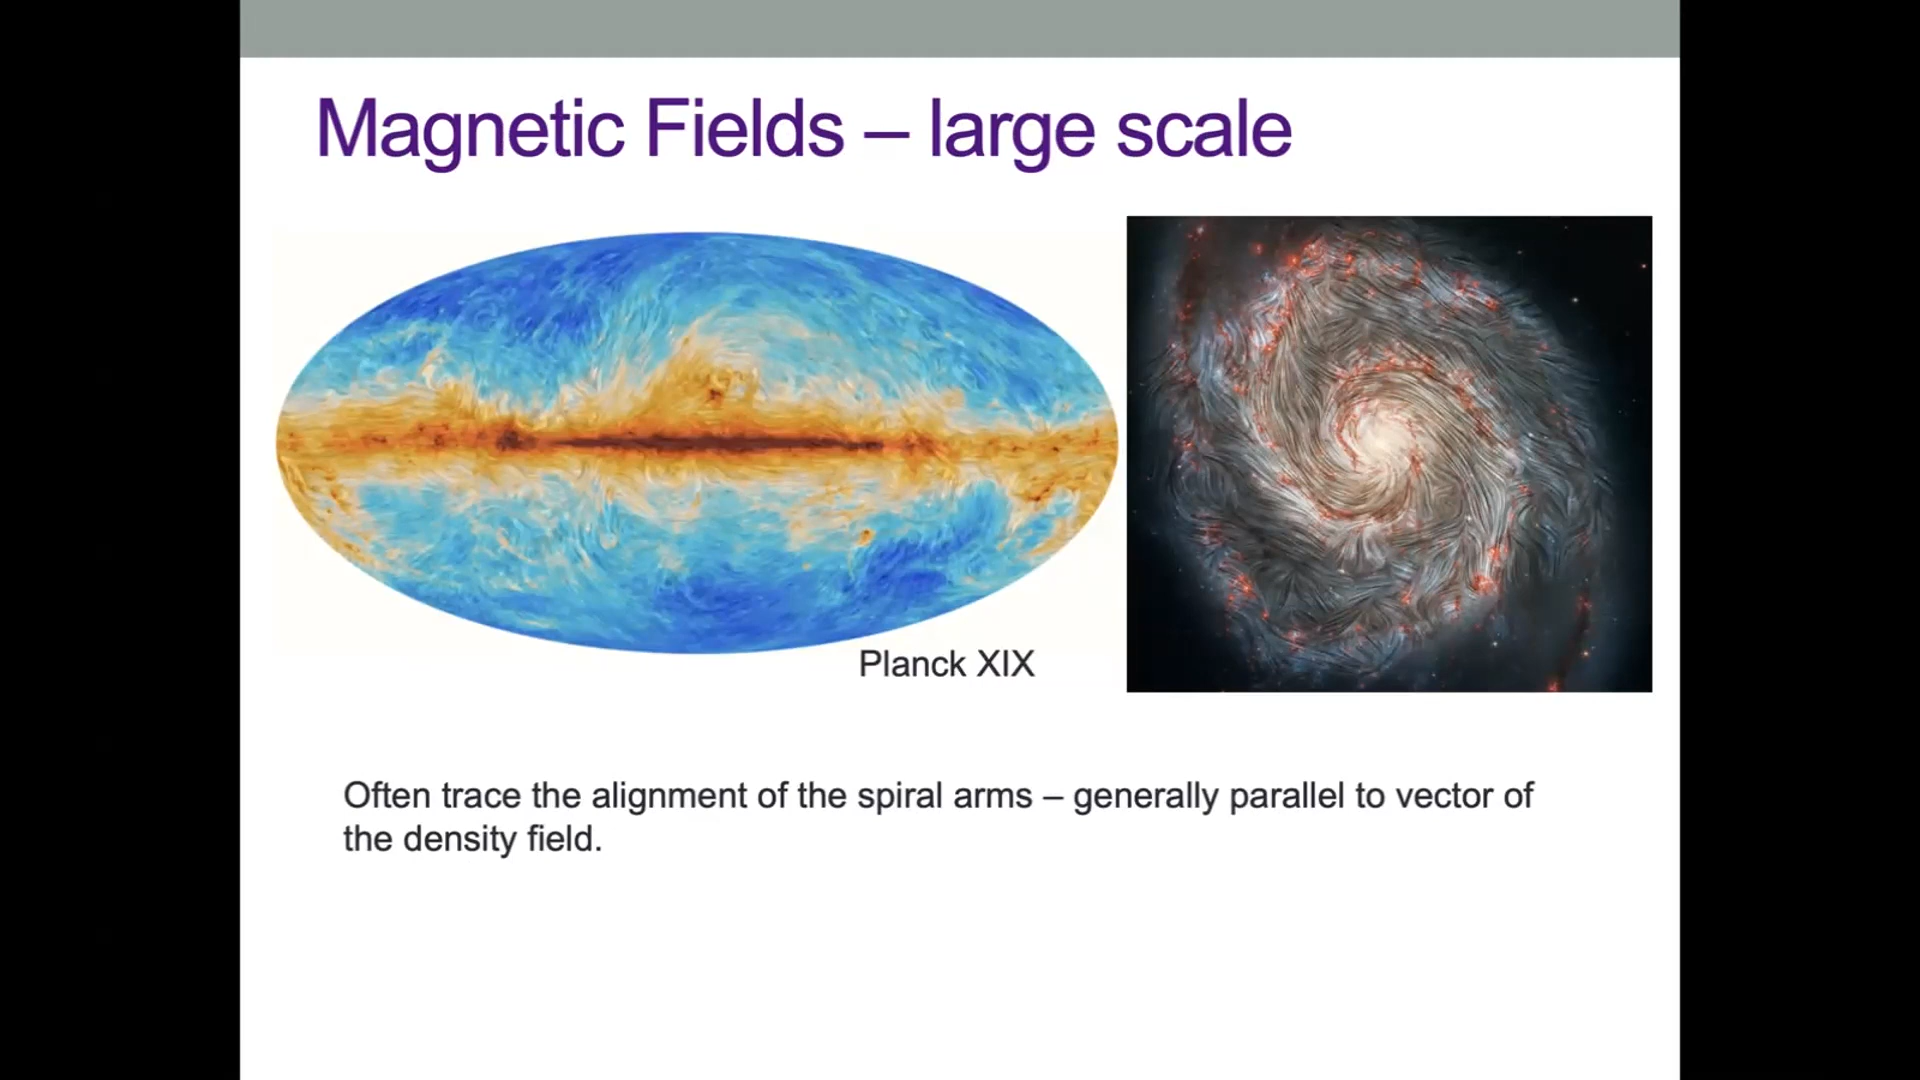 Magnetic Fields – large scale
Planck XIX
Often trace the alignment of the spiral arms – generally parallel to vector of
the density field.